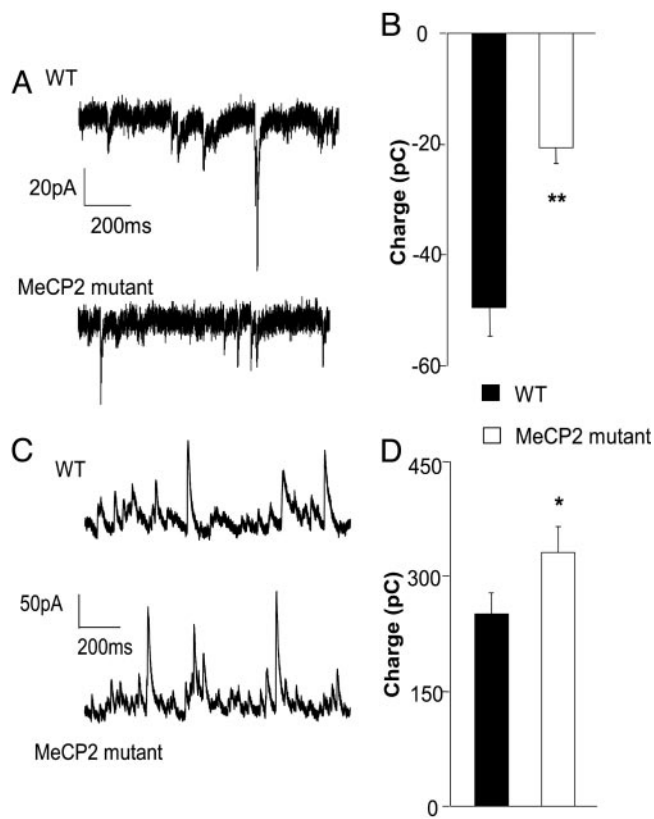 A
WT
20pA
200ms
MeCP2 mutant
B
0
-20
-40
-60
Charge (pC)
**
WT
MeCP2 mutant
C
WT
50pA
200ms
MeCP2 mutant
D
450
300
150
0
Charge (pC)
*